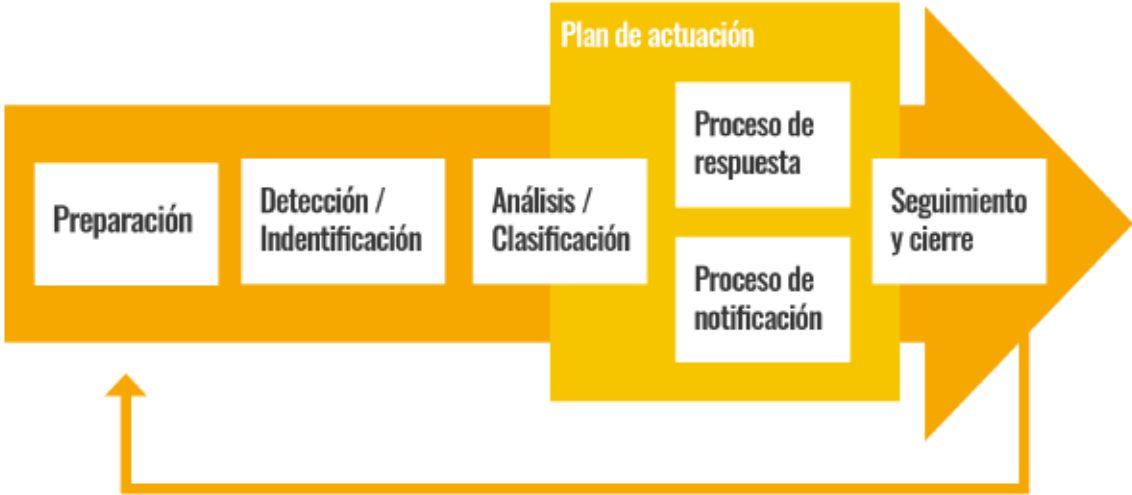 Plan de actuación
Preparación
Detección /
Indentificación
Análisis /
Clasificación
Proceso de
respuesta
Proceso de
notificación
Seguimiento
y cierre